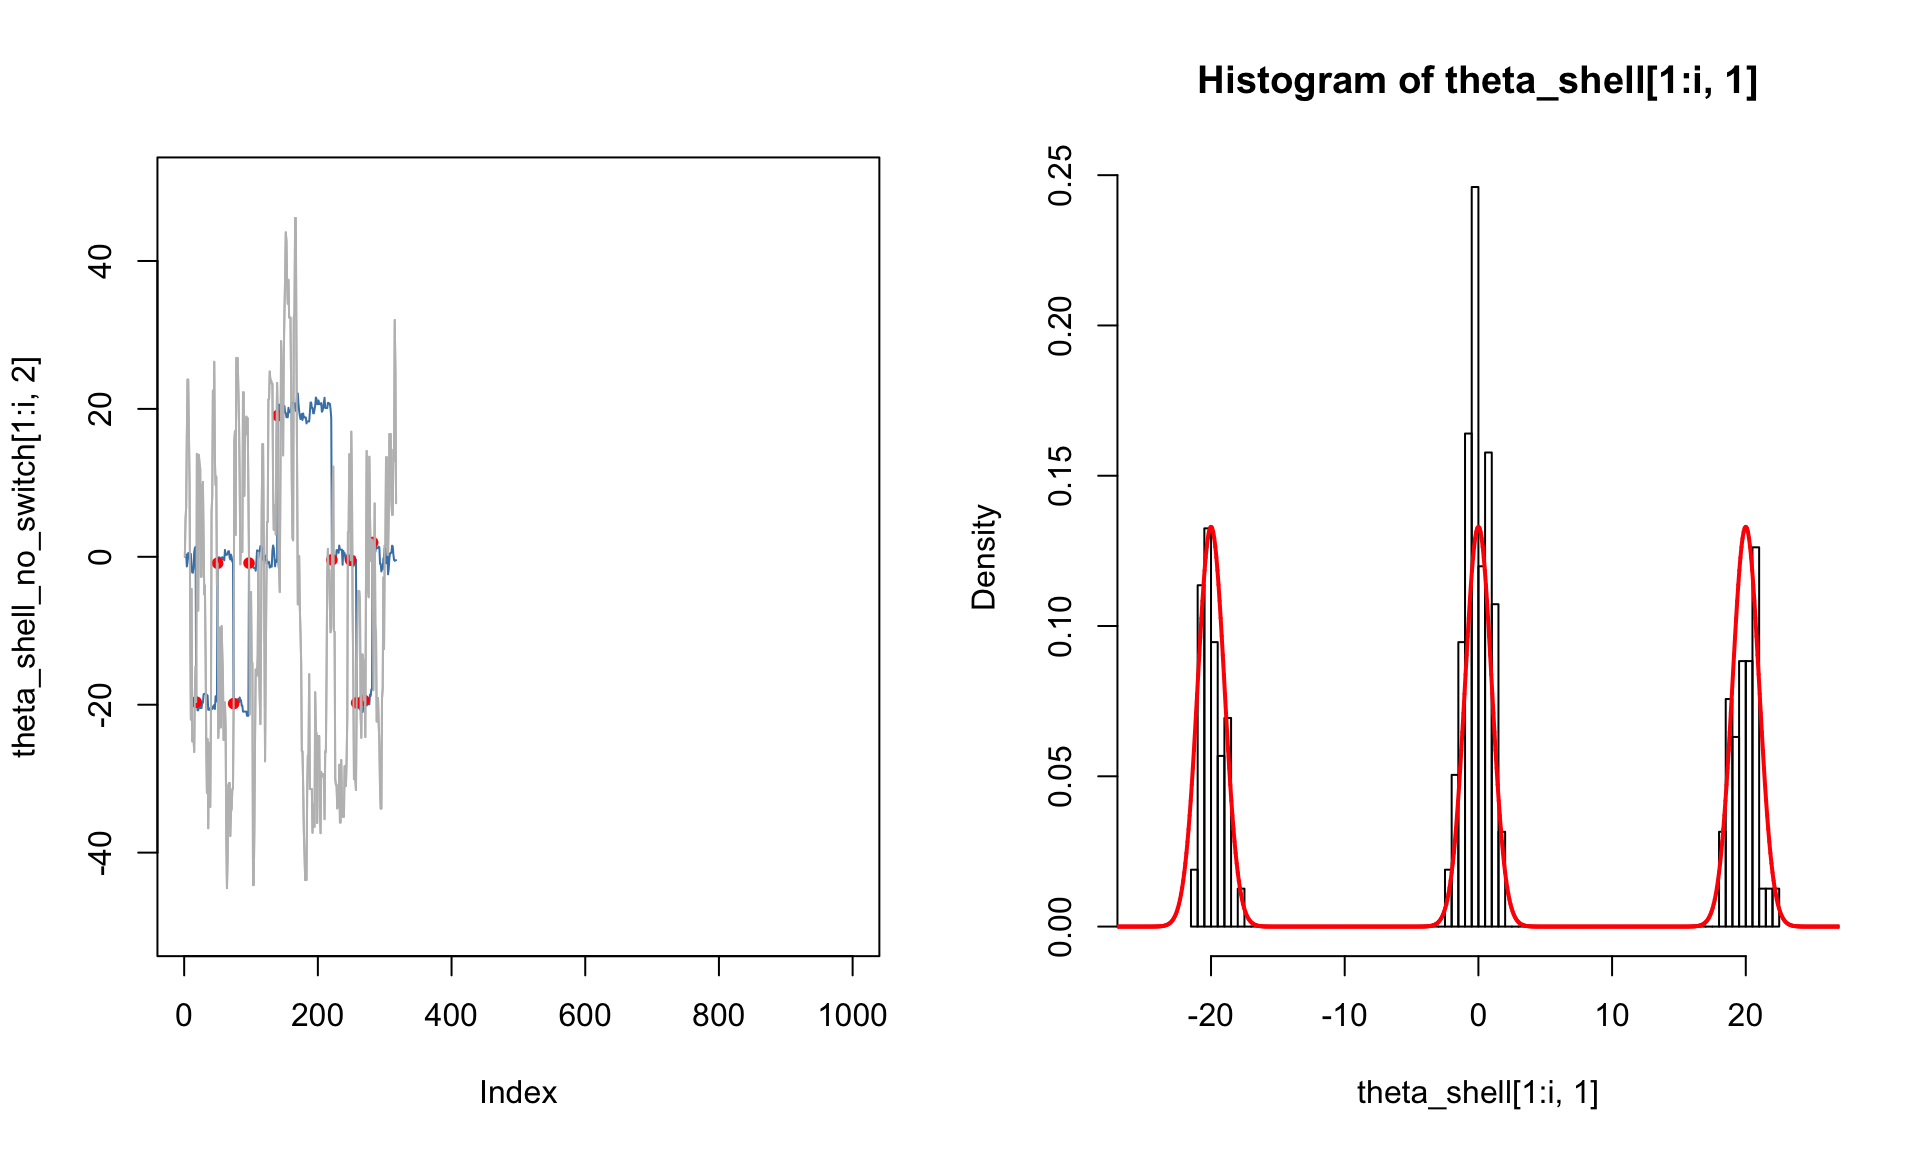 theta_shell_no_switch[1:i, 2]
40
20
0
-20
-40
0 200 400 600 800 1000
Index
Histogram of theta_shell[1:i, 1]
Density
0.25
0.20
0.15
0.10
0.05
0.00
-20 -10 0 10 20
theta_shell[1:i, 1]